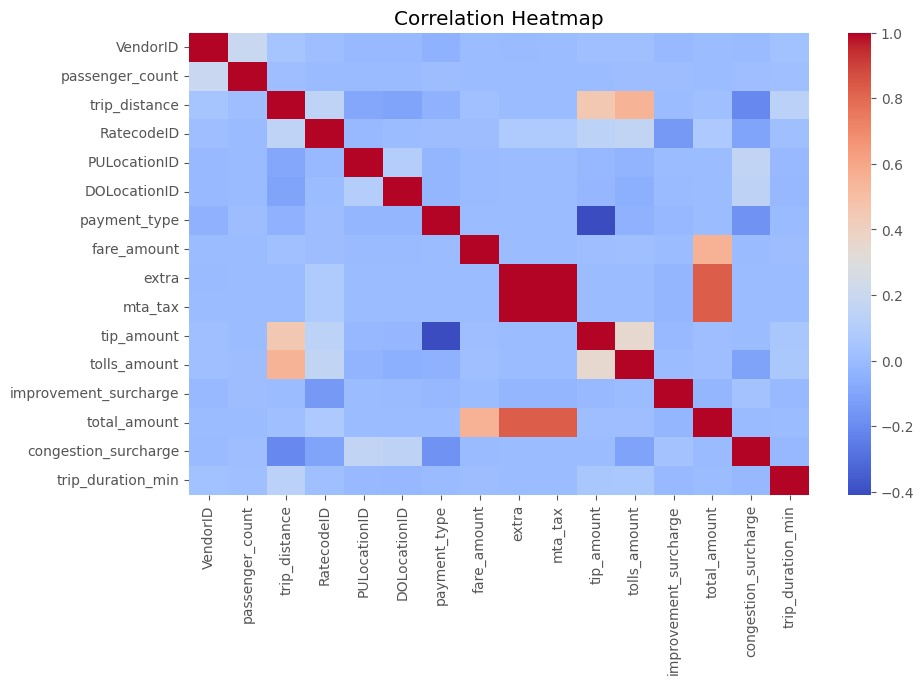 Correlation Heatmap
VendorID
passenger_count
trip_distance
RatecodeID
PULocationID
DOLocationID
payment_type
fare_amount
extra
mta_tax
tip_amount
tolls_amount
improvement_surcharge
total_amount
congestion_surcharge
trip_duration_min
VendorID
passenger_count
trip_distance
RatecodeID
PULocationID
DOLocationID
payment_type
fare_amount
extra
mta_tax
tip_amount
tolls_amount
improvement_surcharge
total_amount
congestion_surcharge
trip_duration_min
1.0
0.8
0.6
0.4
0.2
0.0
−0.2
−0.4